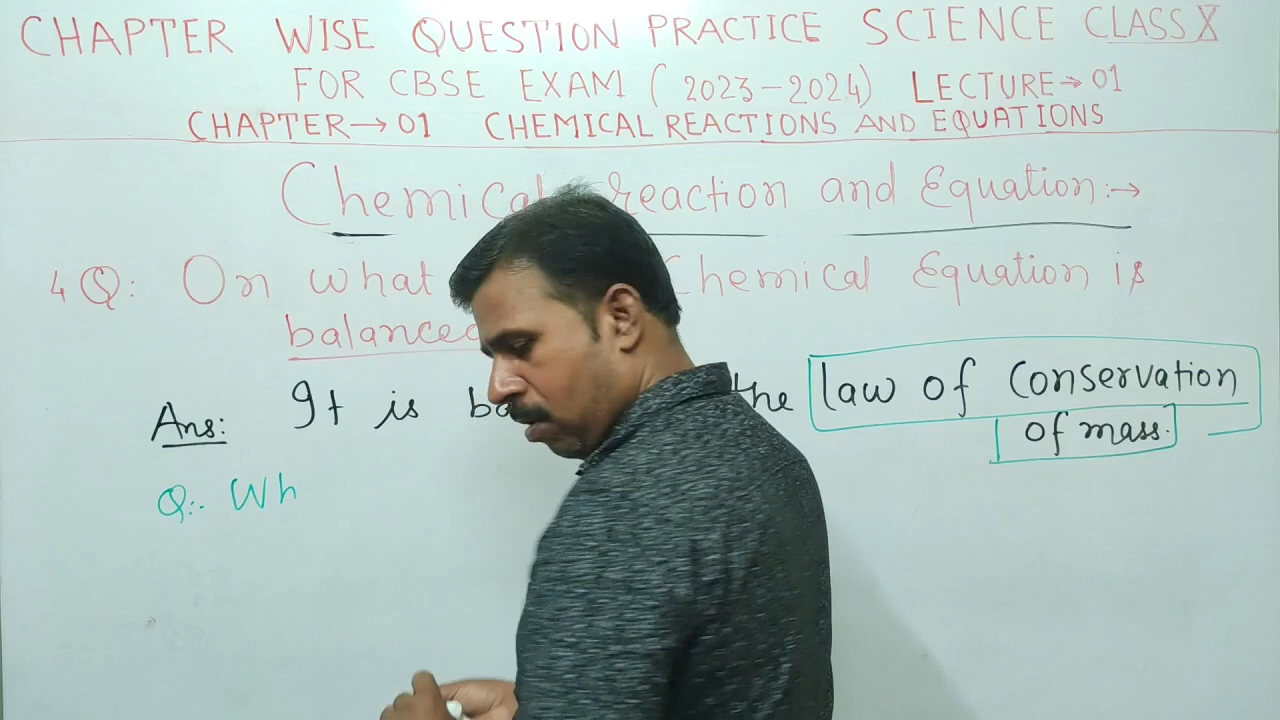 CHAPTER WISE QUESTION PRACTICE SCIENCE CLASS X
FOR CBSE EXAM (2023-2024) LECTURE→01
CHAPTER→01 CHEMICAL REACTIONS AND EQUATIONS
Chemical reaction and Equation:→
4 Q: On what Chemical Equation is
balanced
Ans: It is the law of Conservation
of mass.
Q:. Wh